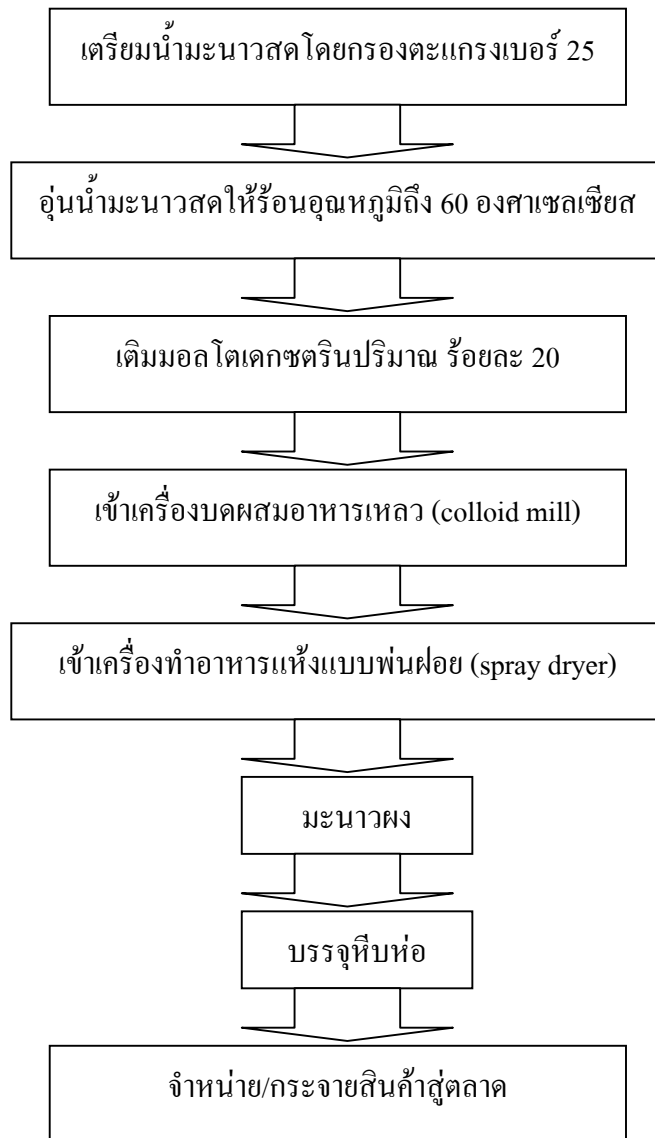 เตรียมน้ำมะนาวสดโดยกรองตะแกรงเบอร์ 25
อุ่นน้ำมะนาวสดให้ร้อนอุณหภูมิถึง 60 องศาเซลเซียส
เติมมอลโตเดกซตรินปริมาณ ร้อยละ 20
เข้าเครื่องบดผสมอาหารเหลว (colloid mill)
เข้าเครื่องทำอาหารแห้งแบบพ่นฝอย (spray dryer)
มะนาวผง
บรรจุหีบห่อ
จำหน่าย/กระจายสินค้าสู่ตลาด